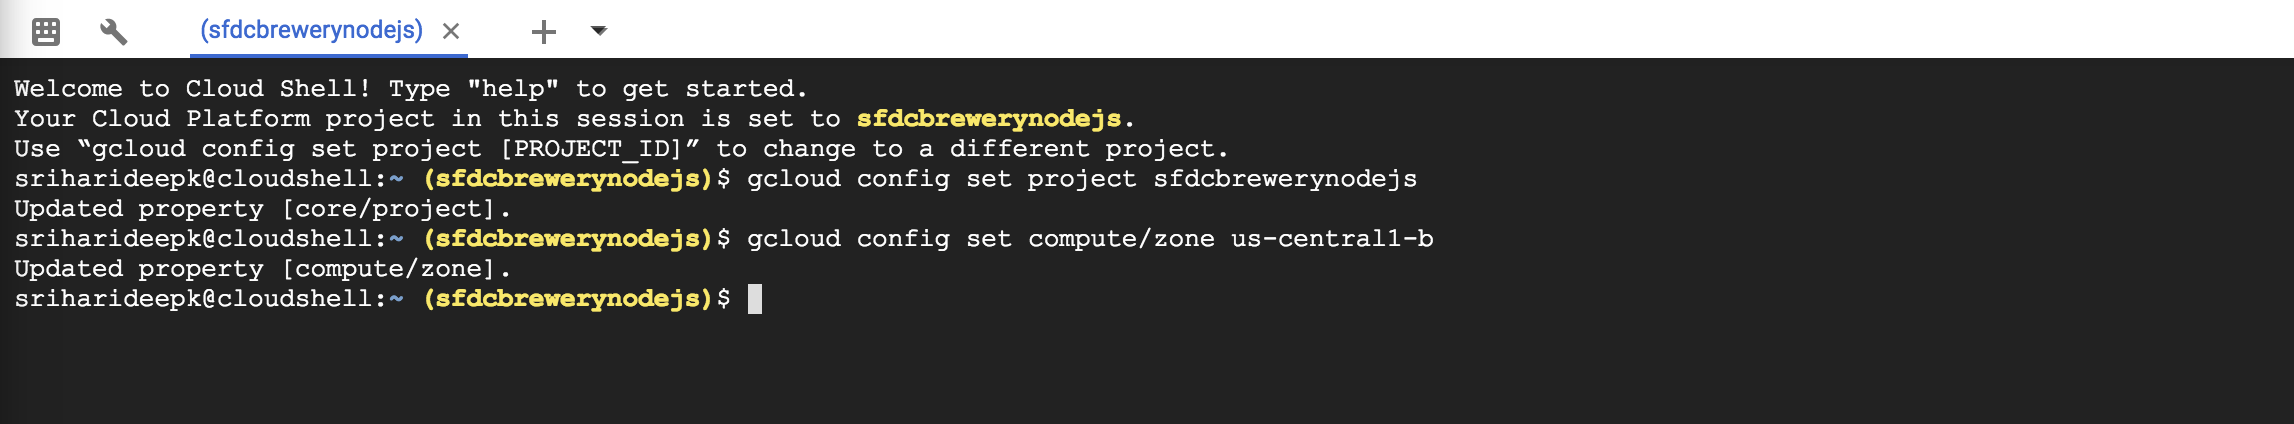 (sfdcbrewerynodejs)
Welcome to Cloud Shell! Type "help" to get started.
Your Cloud Platform project in this session is set to sfdcbrewerynodejs.
Use “gcloud config set project [PROJECT_ID]” to change to a different project.
sriharideepk@cloudshell:~ (sfdcbrewerynodejs)$ gcloud config set project sfdcbrewerynodejs
Updated property [core/project].
sriharideepk@cloudshell:~ (sfdcbrewerynodejs)$ gcloud config set compute/zone us-central1-b
Updated property [compute/zone].
sriharideepk@cloudshell:~ (sfdcbrewerynodejs)$